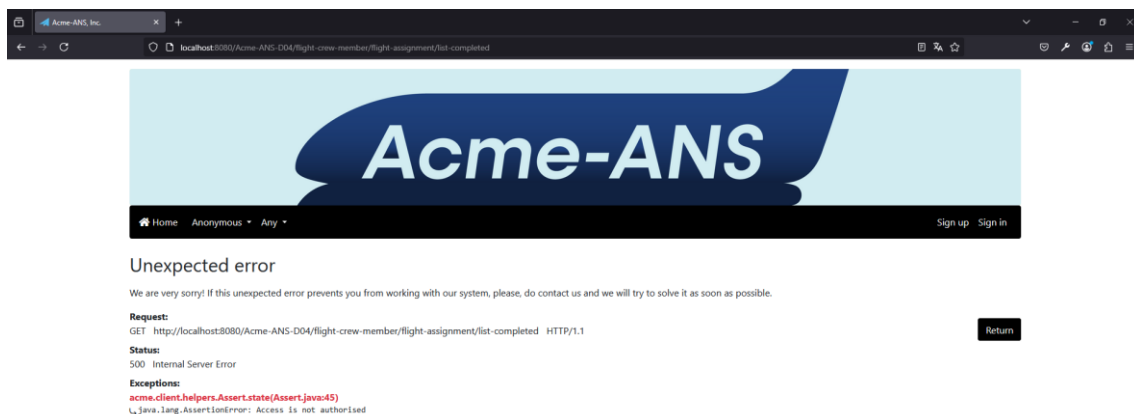 Acme-ANS, Inc.
localhost:8080/Acme-ANS-D04/flight-crew-member/flight-assignment/list-completed
Acme-ANS
Home Anonymous Any Sign up Sign in
Unexpected error
We are very sorry! If this unexpected error prevents you from working with our system, please, do contact us and we will try to solve it as soon as possible.
Request:
GET http://localhost:8080/Acme-ANS-D04/flight-crew-member/flight-assignment/list-completed HTTP/1.1
Return
Status:
500 Internal Server Error
Exceptions:
acme.client.helpers.Assert.state(Assert.java:45)
java.lang.AssertionError: Access is not authorised